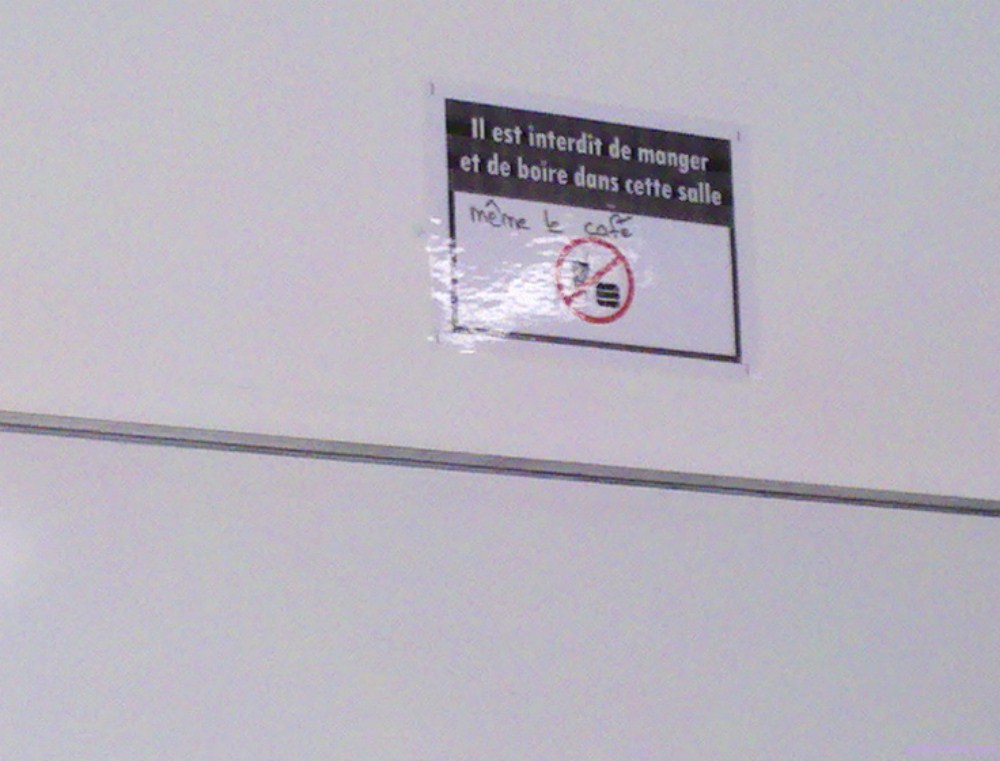 Il est interdit de manger
et de boire dans cette salle
même le café